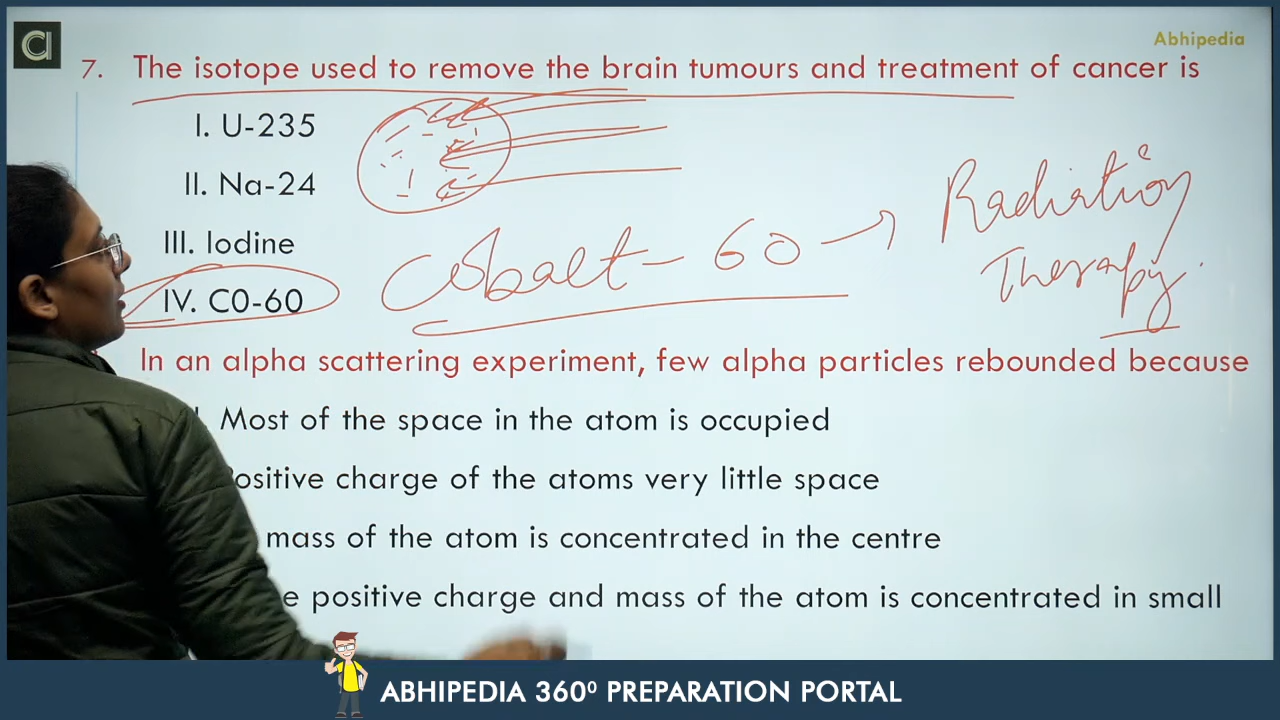 Abhipedia
7. The isotope used to remove the brain tumours and treatment of cancer is
I. U-235
II. Na-24
III. Iodine
IV. C0-60
Cobalt - 60 → Radiation
Therapy.
In an alpha scattering experiment, few alpha particles rebounded because
Most of the space in the atom is occupied
ositive charge of the atoms very little space
mass of the atom is concentrated in the centre
e positive charge and mass of the atom is concentrated in small
ABHIPEDIA 360⁰ PREPARATION PORTAL